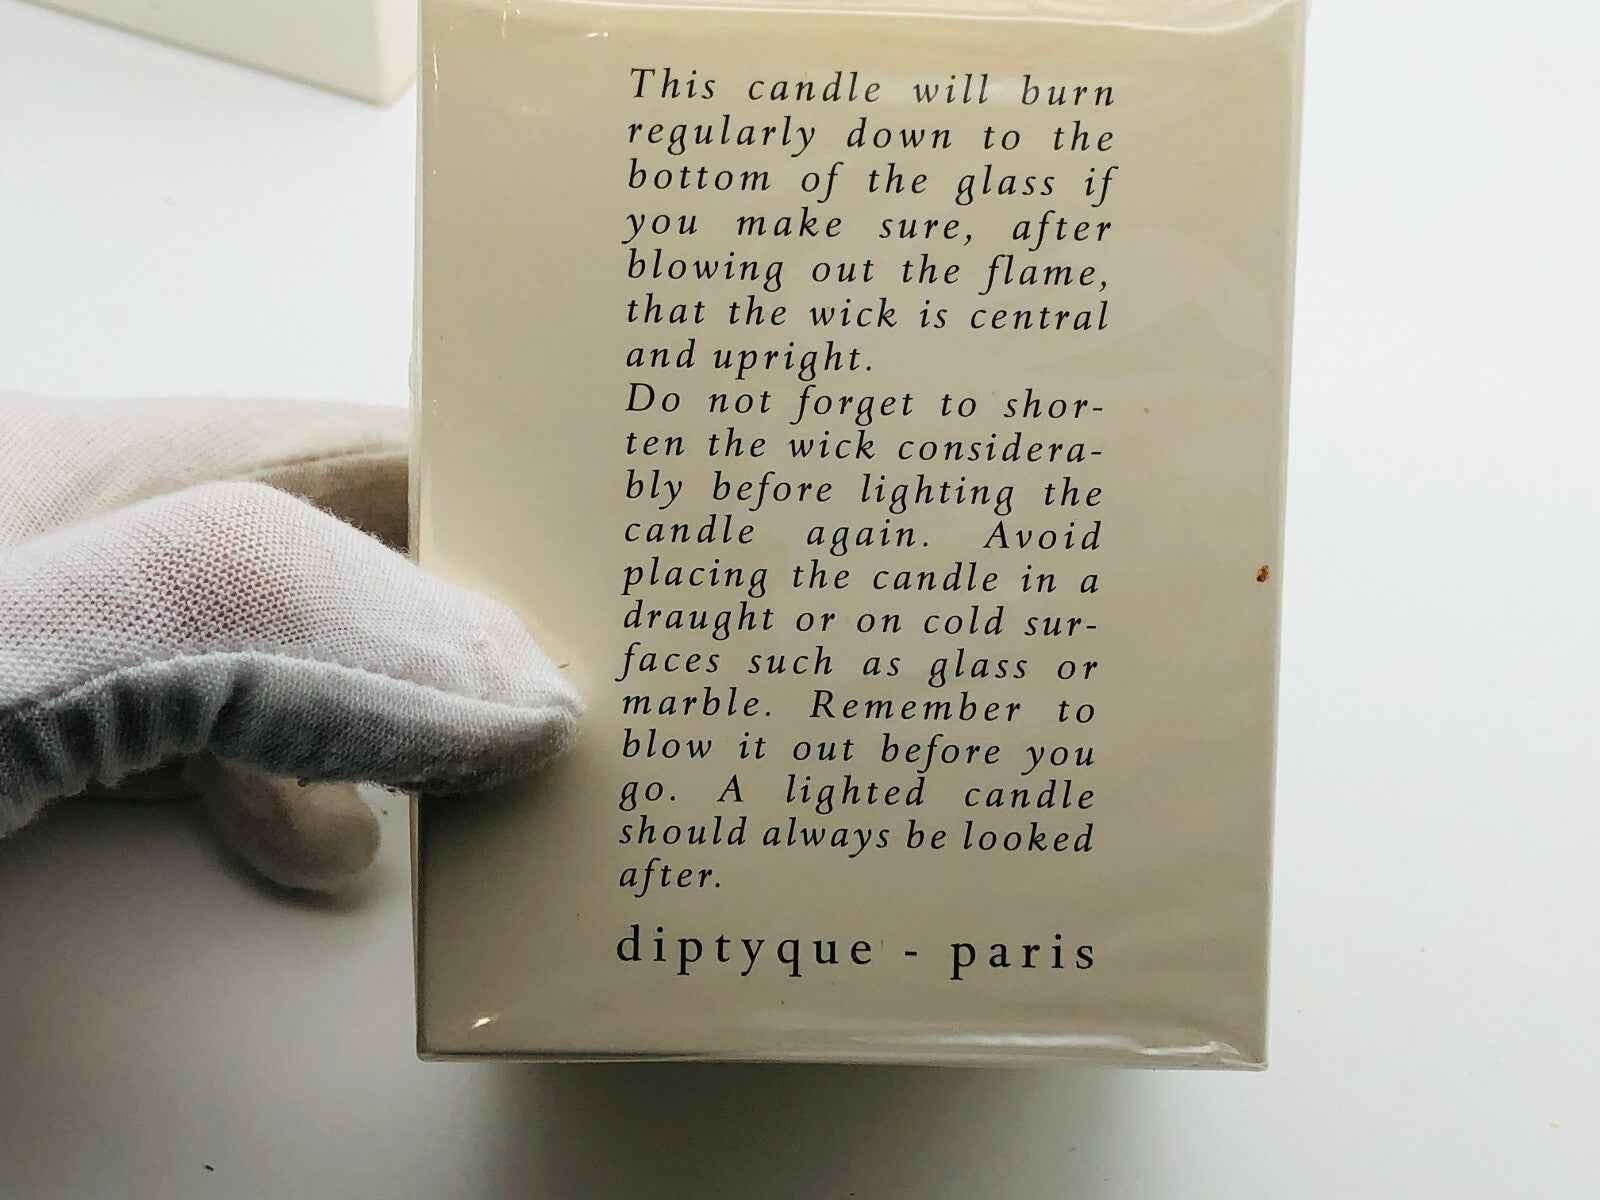 This candle will burn
regularly down to the
bottom of the glass if
you make sure, after
blowing out the flame,
that the wick is central
and upright.
Do not forget to shor-
ten the wick considera-
bly before lighting the
candle again. Avoid
placing the candle in a
draught or on cold sur-
faces such as glass or
marble. Remember to
blow it out before you
go. A lighted candle
should always be looked
after.
diptyque - paris